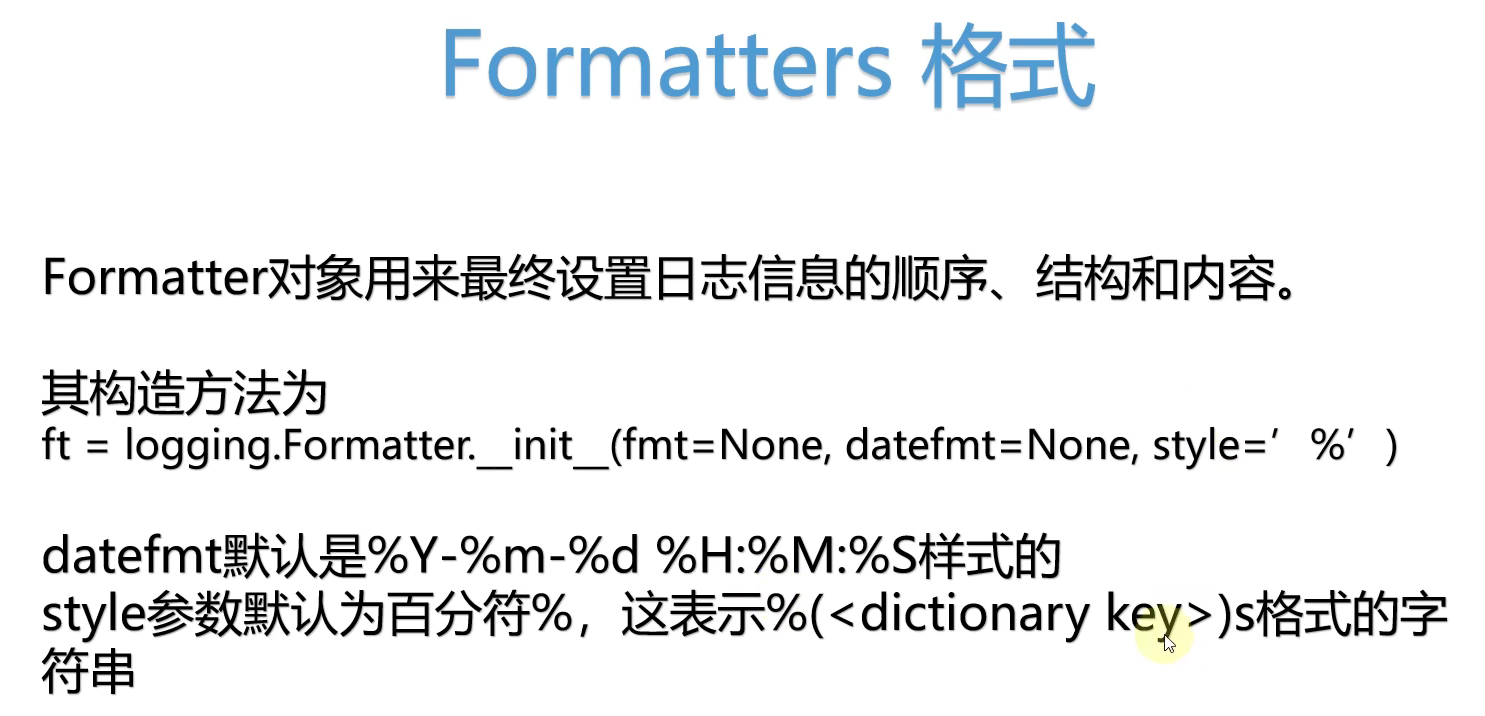 Formatters 格式
Formatter对象用来最终设置日志信息的顺序、结构和内容。
其构造方法为
ft = logging.Formatter.__init__(fmt=None, datefmt=None, style=’%’)
datefmt默认是%Y-%m-%d %H:%M:%S样式的
style参数默认为百分符%，这表示%(<dictionary key>)s格式的字
符串